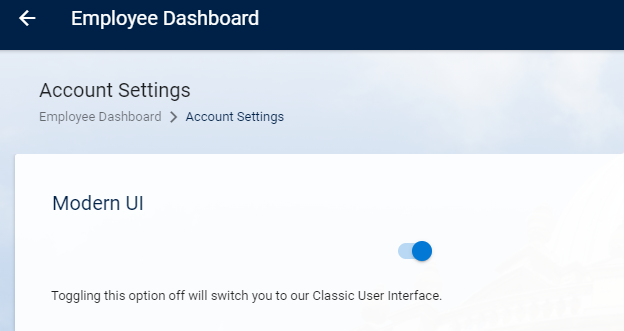 Employee Dashboard
Account Settings
Employee Dashboard Account Settings
Modern UI
Toggling this option off will switch you to our Classic User Interface.